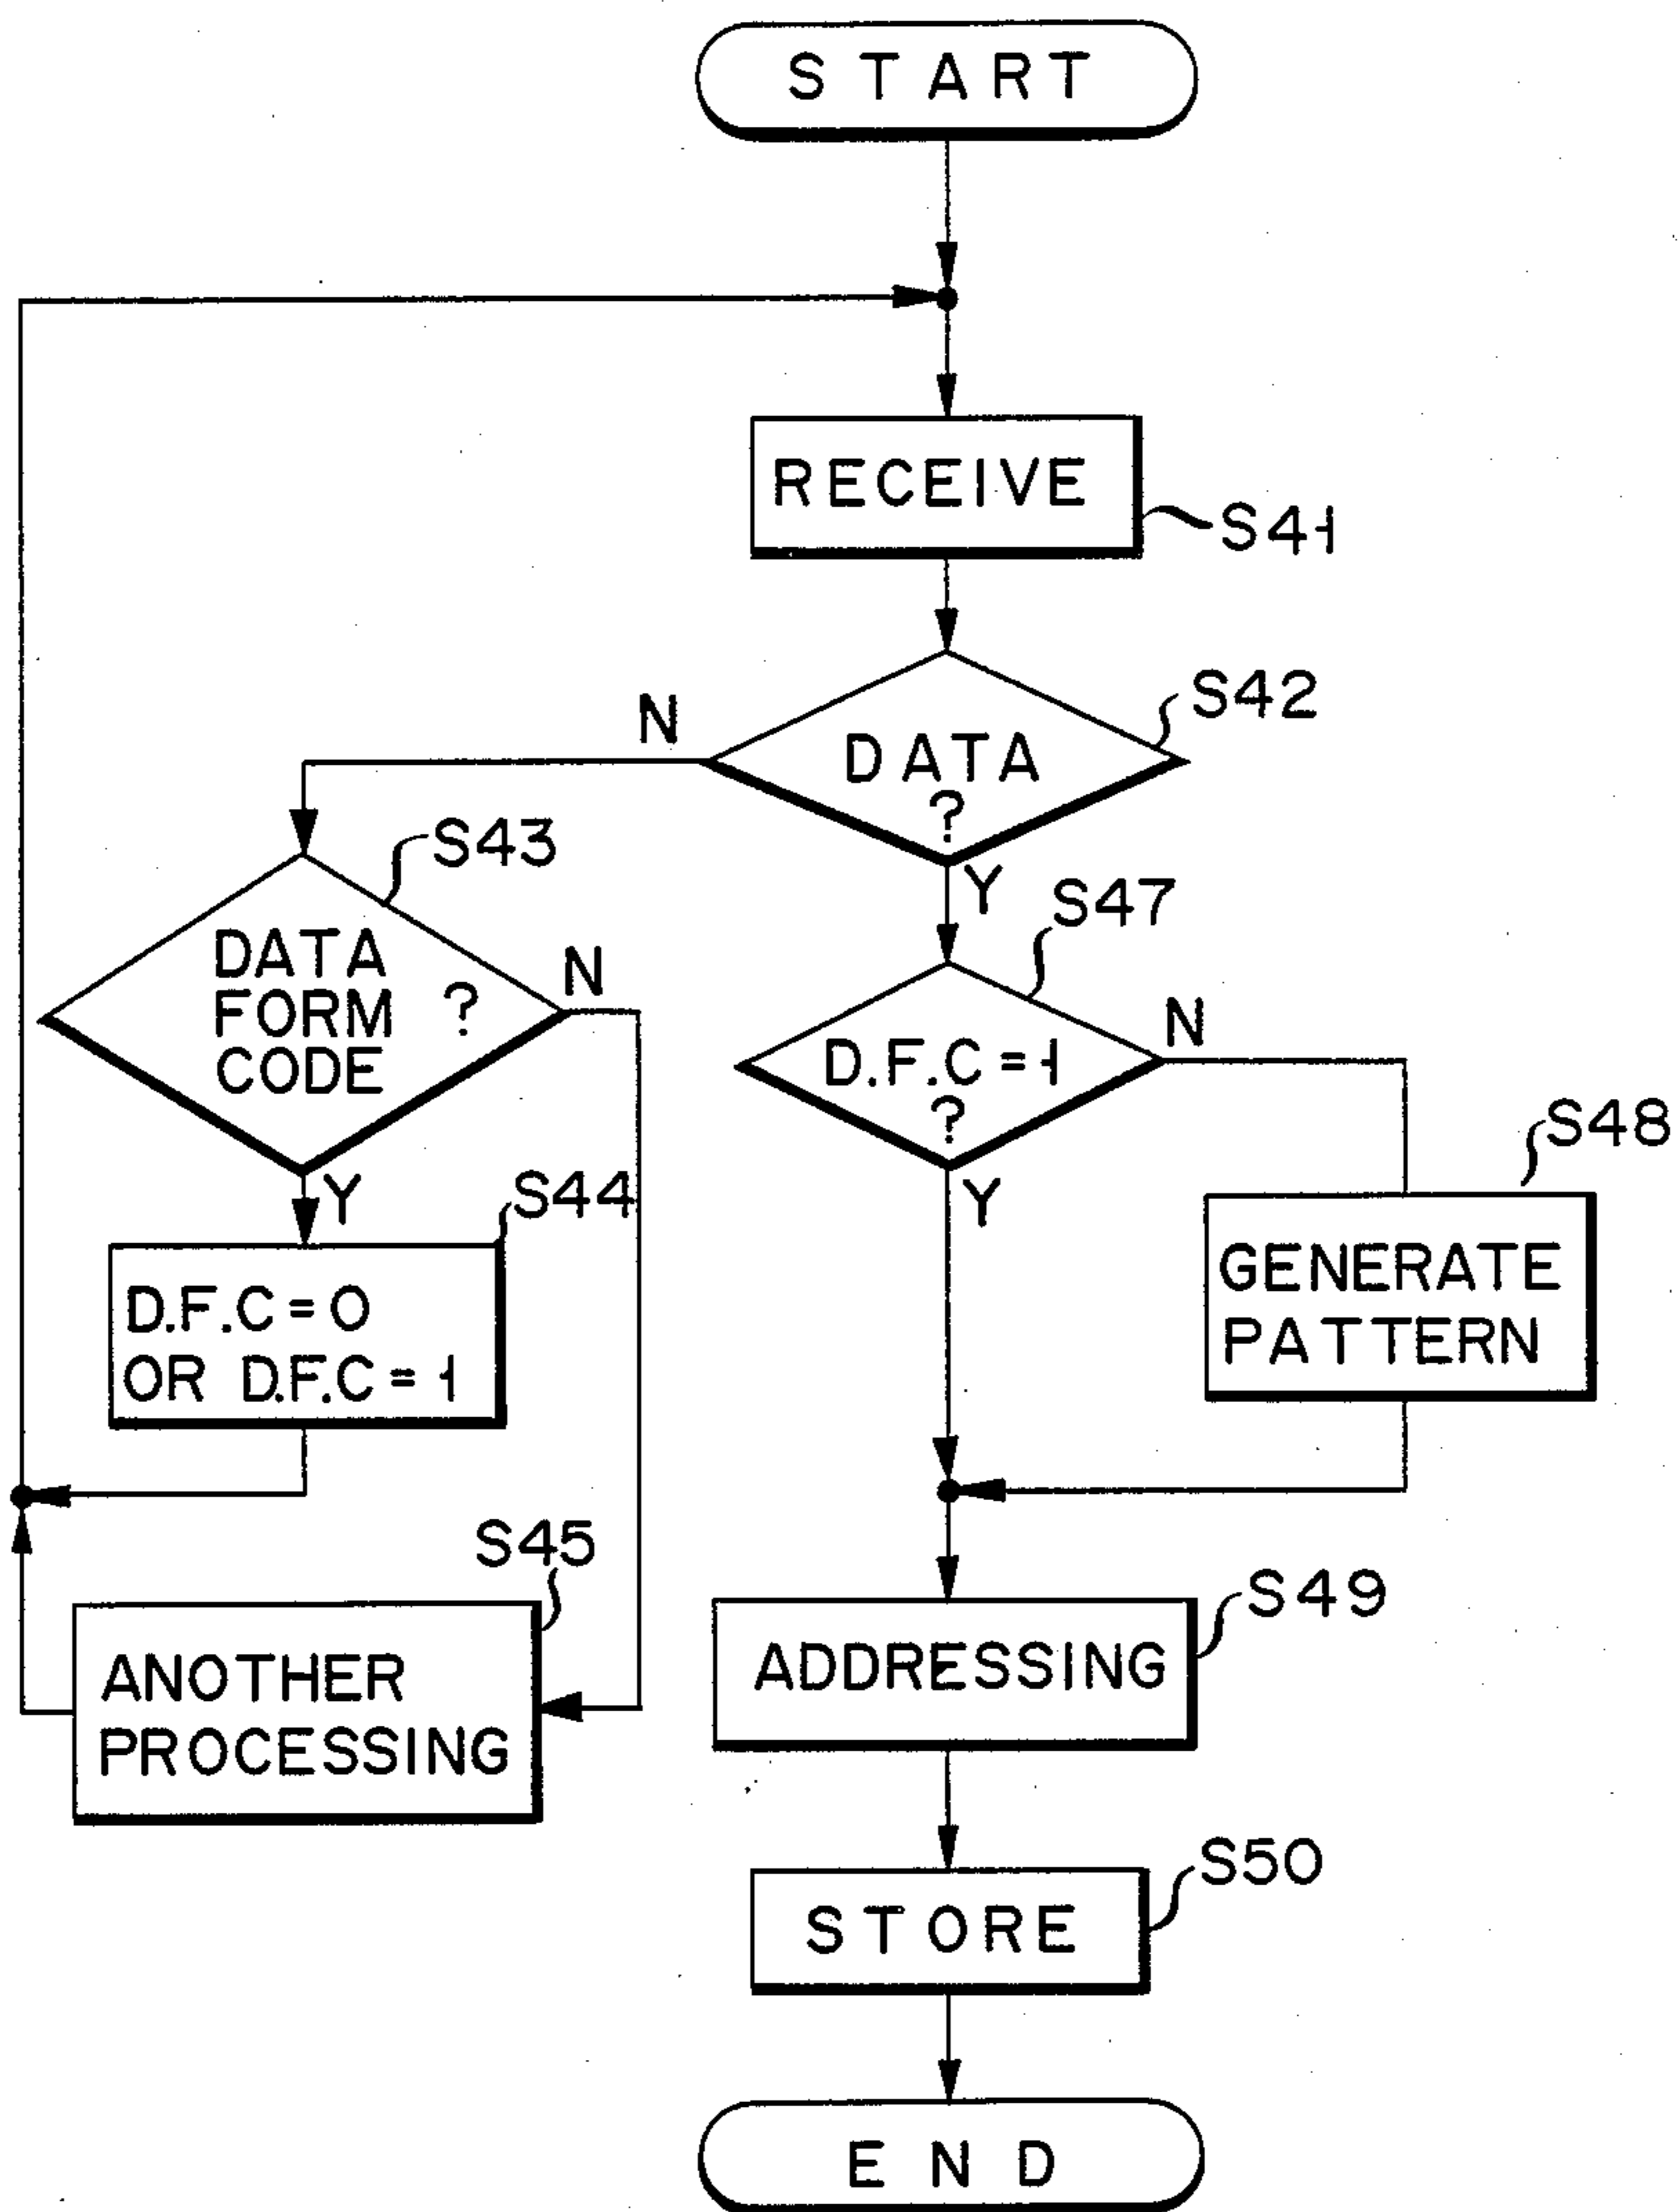 START
RECEIVE
S41
S42
N
DATA
?
Y
S43
DATA
FORM ?
CODE
N
Y
S47
D.F.C=1
?
N
Y
S44
D.F.C=0
OR D.F.C=1
S48
GENERATE
PATTERN
S45
ANOTHER
PROCESSING
S49
ADDRESSING
S50
STORE
END